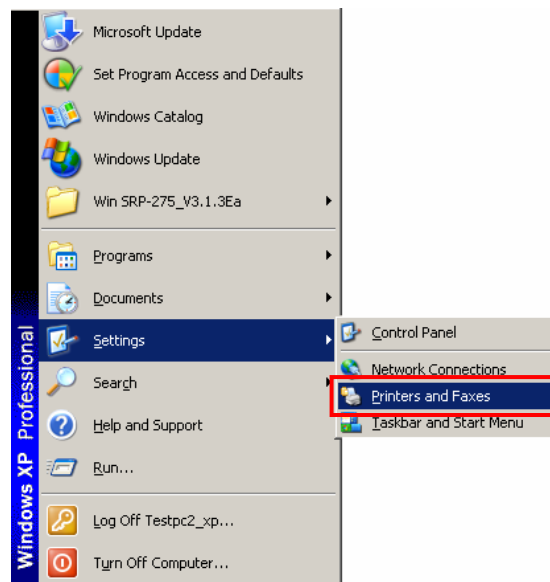 Microsoft Update
Set Program Access and Defaults
Windows Catalog
Windows Update
Win SRP-275_V3.1.3Ea
Programs
Documents
Settings
Control Panel
Network Connections
Printers and Faxes
Taskbar and Start Menu
Search
Help and Support
Run...
Log Off Testpc2_xp...
Turn Off Computer...
Windows XP Professional